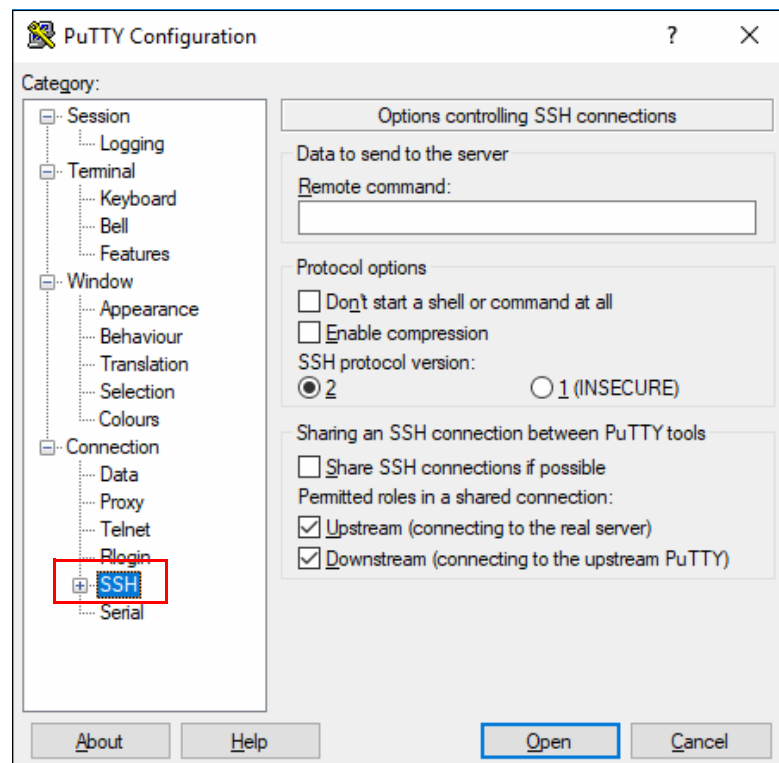 PuTTY Configuration
?
Category:
Session
Logging
Terminal
Keyboard
Bell
Features
Window
Appearance
Behaviour
Translation
Selection
Colours
Connection
Data
Proxy
Telnet
Rlogin
SSH
Serial
Options controlling SSH connections
Data to send to the server
Remote command:
Protocol options
Don't start a shell or command at all
Enable compression
SSH protocol version:
2 1 (INSECURE)
Sharing an SSH connection between PuTTY tools
Share SSH connections if possible
Permitted roles in a shared connection:
Upstream (connecting to the real server)
Downstream (connecting to the upstream PuTTY)
About Help Open Cancel